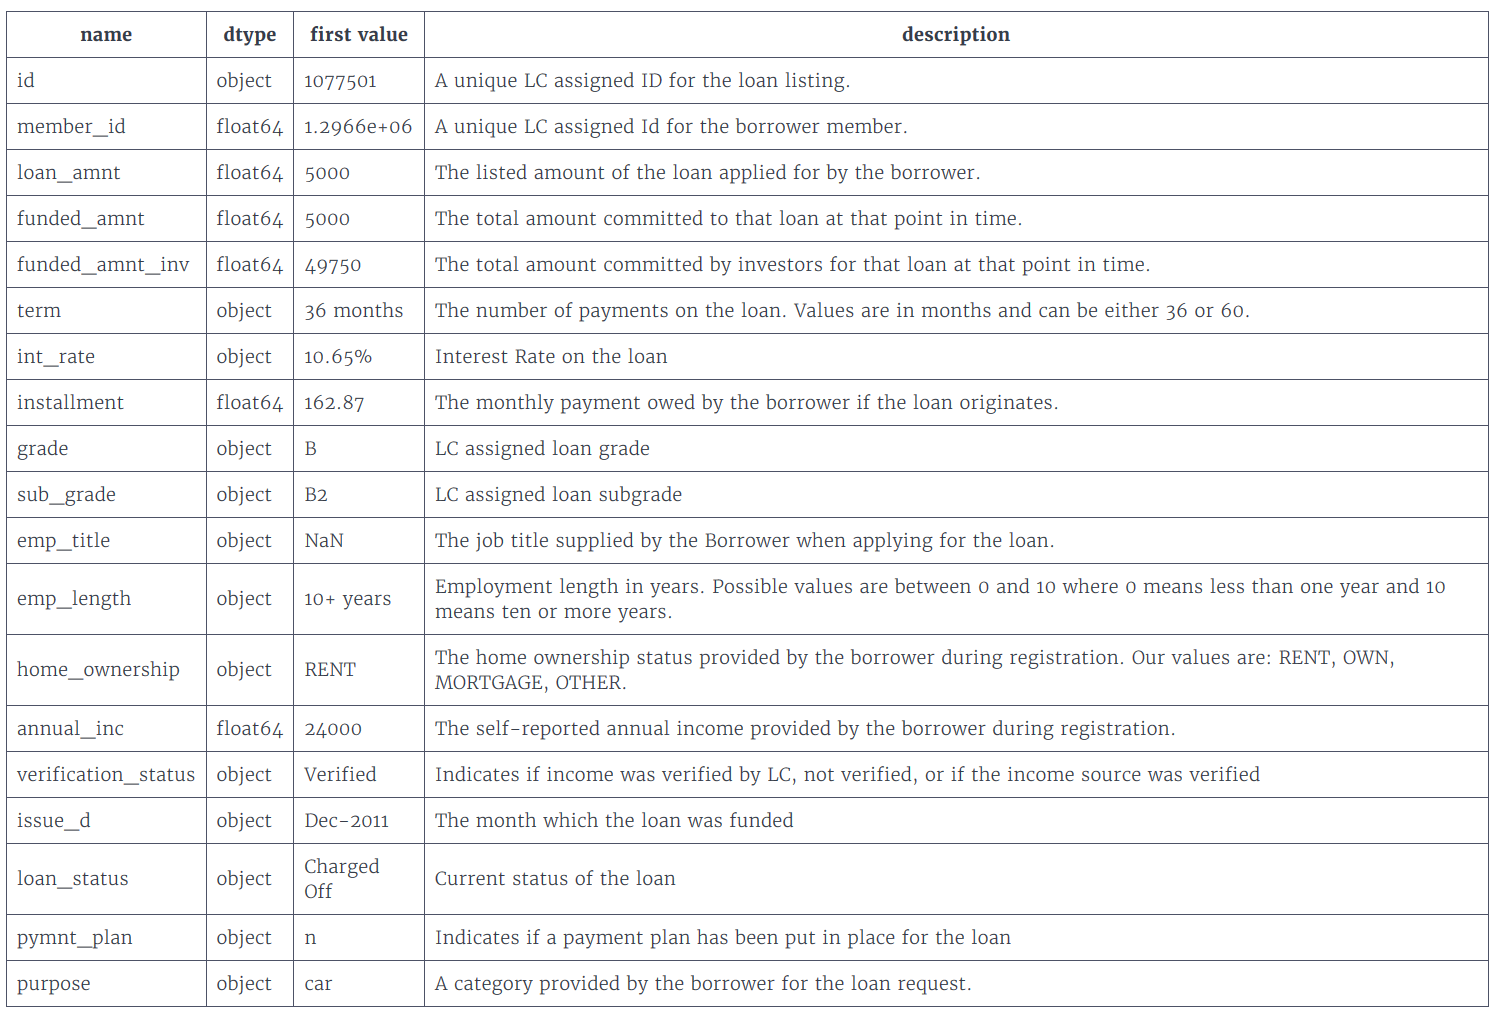 name dtype first value description
id object 1077501 A unique LC assigned ID for the loan listing.
member_id float64 1.2966e+06 A unique LC assigned Id for the borrower member.
loan_amnt float64 5000 The listed amount of the loan applied for by the borrower.
funded_amnt float64 5000 The total amount committed to that loan at that point in time.
funded_amnt_inv float64 49750 The total amount committed by investors for that loan at that point in time.
term object 36 months The number of payments on the loan. Values are in months and can be either 36 or 60.
int_rate object 10.65% Interest Rate on the loan
installment float64 162.87 The monthly payment owed by the borrower if the loan originates.
grade object B LC assigned loan grade
sub_grade object B2 LC assigned loan subgrade
emp_title object NaN The job title supplied by the Borrower when applying for the loan.
emp_length object 10+ years Employment length in years. Possible values are between 0 and 10 where 0 means less than one year and 10
means ten or more years.
home_ownership object RENT The home ownership status provided by the borrower during registration. Our values are: RENT, OWN,
MORTGAGE, OTHER.
annual_inc float64 24000 The self-reported annual income provided by the borrower during registration.
verification_status object Verified Indicates if income was verified by LC, not verified, or if the income source was verified
issue_d object Dec-2011 The month which the loan was funded
loan_status object Charged
Off Current status of the loan
pymnt_plan object n Indicates if a payment plan has been put in place for the loan
purpose object car A category provided by the borrower for the loan request.